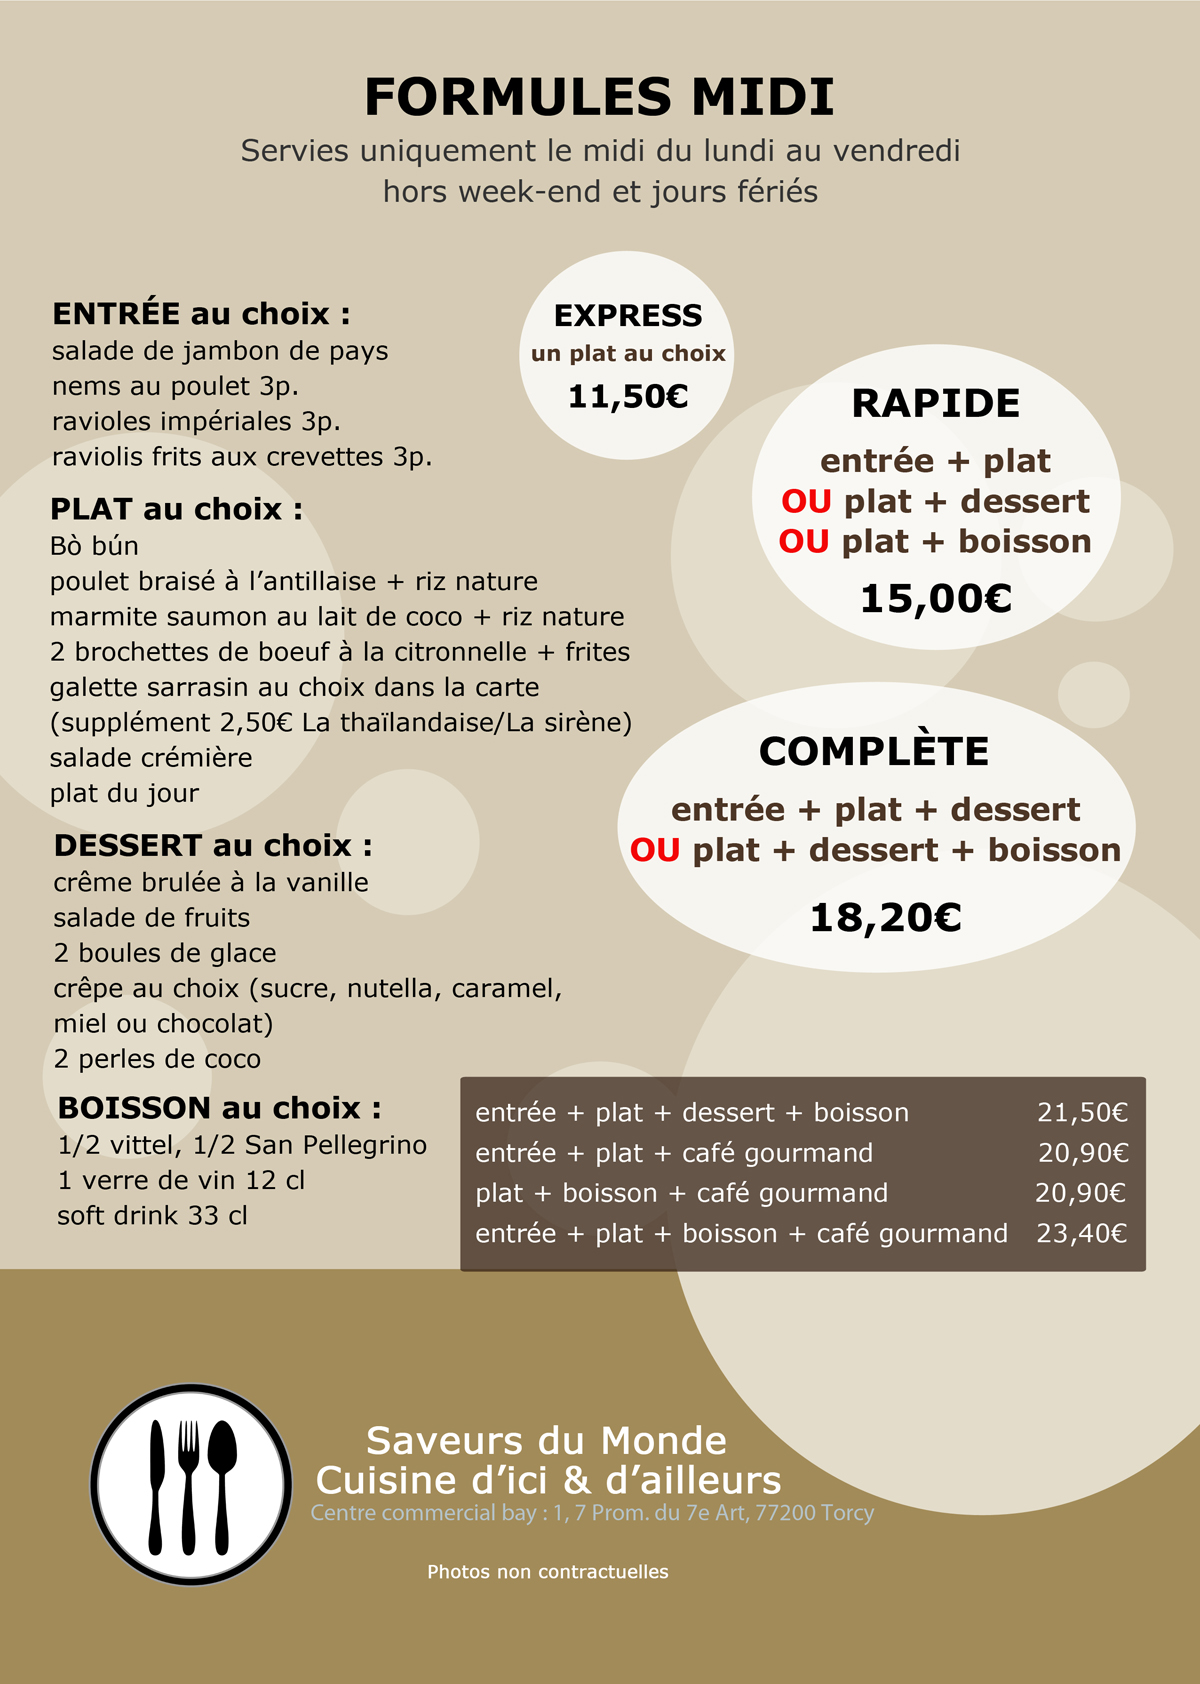 FORMULES MIDI
Servies uniquement le midi du lundi au vendredi
hors week-end et jours fériés
ENTRÉE au choix :
salade de jambon de pays
nems au poulet 3p.
ravioles impériales 3p.
raviolis frits aux crevettes 3p.
PLAT au choix :
Bò bún
poulet braisé à l’antillaise + riz nature
marmite saumon au lait de coco + riz nature
2 brochettes de boeuf à la citronnelle + frites
galette sarrasin au choix dans la carte
(supplément 2,50€ La thaïlandaise/La sirène)
salade crémière
plat du jour
DESSERT au choix :
crême brulée à la vanille
salade de fruits
2 boules de glace
crêpe au choix (sucre, nutella, caramel,
miel ou chocolat)
2 perles de coco
BOISSON au choix :
1/2 vittel, 1/2 San Pellegrino
1 verre de vin 12 cl
soft drink 33 cl
EXPRESS
un plat au choix
11,50€
RAPIDE
entrée + plat
OU plat + dessert
OU plat + boisson
15,00€
COMPLÈTE
entrée + plat + dessert
OU plat + dessert + boisson
18,20€
entrée + plat + dessert + boisson 21,50€
entrée + plat + café gourmand 20,90€
plat + boisson + café gourmand 20,90€
entrée + plat + boisson + café gourmand 23,40€
Saveurs du Monde
Cuisine d’ici & d’ailleurs
Centre commercial bay : 1, 7 Prom. du 7e Art, 77200 Torcy
Photos non contractuelles